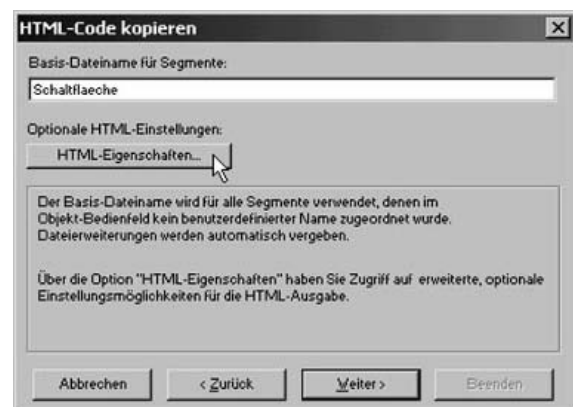 HTML-Code kopieren
Basis-Dateiname für Segmente:
Schaltflaeche
Optionale HTML-Einstellungen:
HTML-Eigenschaften...
Der Basis-Dateiname wird für alle Segmente verwendet, denen im
Objekt-Bedienfeld kein benutzerdefinierter Name zugeordnet wurde.
Dateierweiterungen werden automatisch vergeben.
Über die Option "HTML-Eigenschaften" haben Sie Zugriff auf erweiterte, optionale
Einstellungsmöglichkeiten für die HTML-Ausgabe.
Abbrechen < Zurück Weiter > Beenden